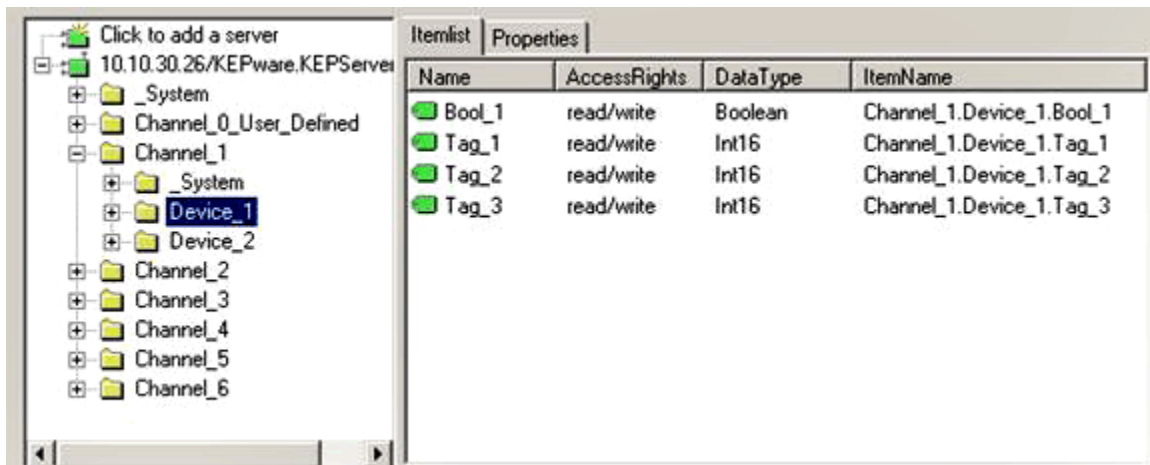 Click to add a server
10.10.30.26/KEPware.KEPServer
_System
Channel_0_User_Defined
Channel_1
_System
Device_1
Device_2
Channel_2
Channel_3
Channel_4
Channel_5
Channel_6
Itemlist Properties
Name AccessRights DataType ItemName
Bool_1 read/write Boolean Channel_1.Device_1.Bool_1
Tag_1 read/write Int16 Channel_1.Device_1.Tag_1
Tag_2 read/write Int16 Channel_1.Device_1.Tag_2
Tag_3 read/write Int16 Channel_1.Device_1.Tag_3